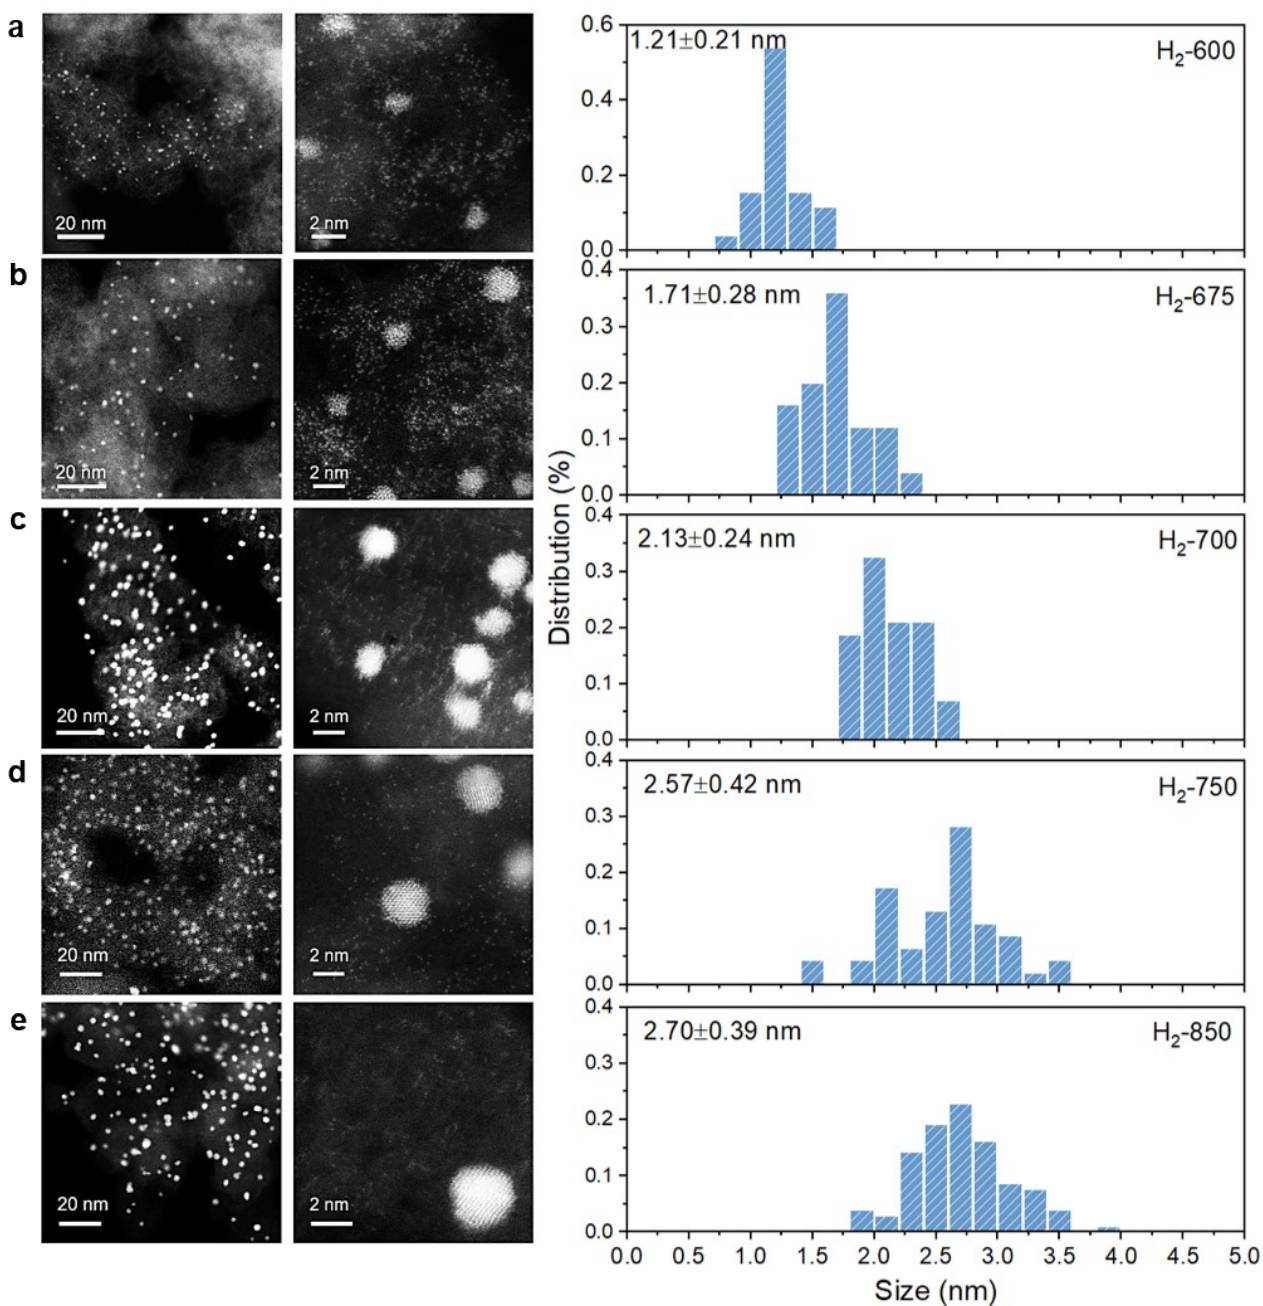 a
20 nm
2 nm
0.6
0.4
0.2
0.0
1.21±0.21 nm
H₂-600
b
20 nm
2 nm
0.4
0.3
0.2
0.1
0.0
1.71±0.28 nm
H₂-675
c
20 nm
2 nm
0.4
0.3
0.2
0.1
0.0
2.13±0.24 nm
H₂-700
Distribution (%)
d
20 nm
2 nm
0.4
0.3
0.2
0.1
0.0
2.57±0.42 nm
H₂-750
e
20 nm
2 nm
0.4
0.3
0.2
0.1
0.0
2.70±0.39 nm
H₂-850
0.0 0.5 1.0 1.5 2.0 2.5 3.0 3.5 4.0 4.5 5.0
Size (nm)